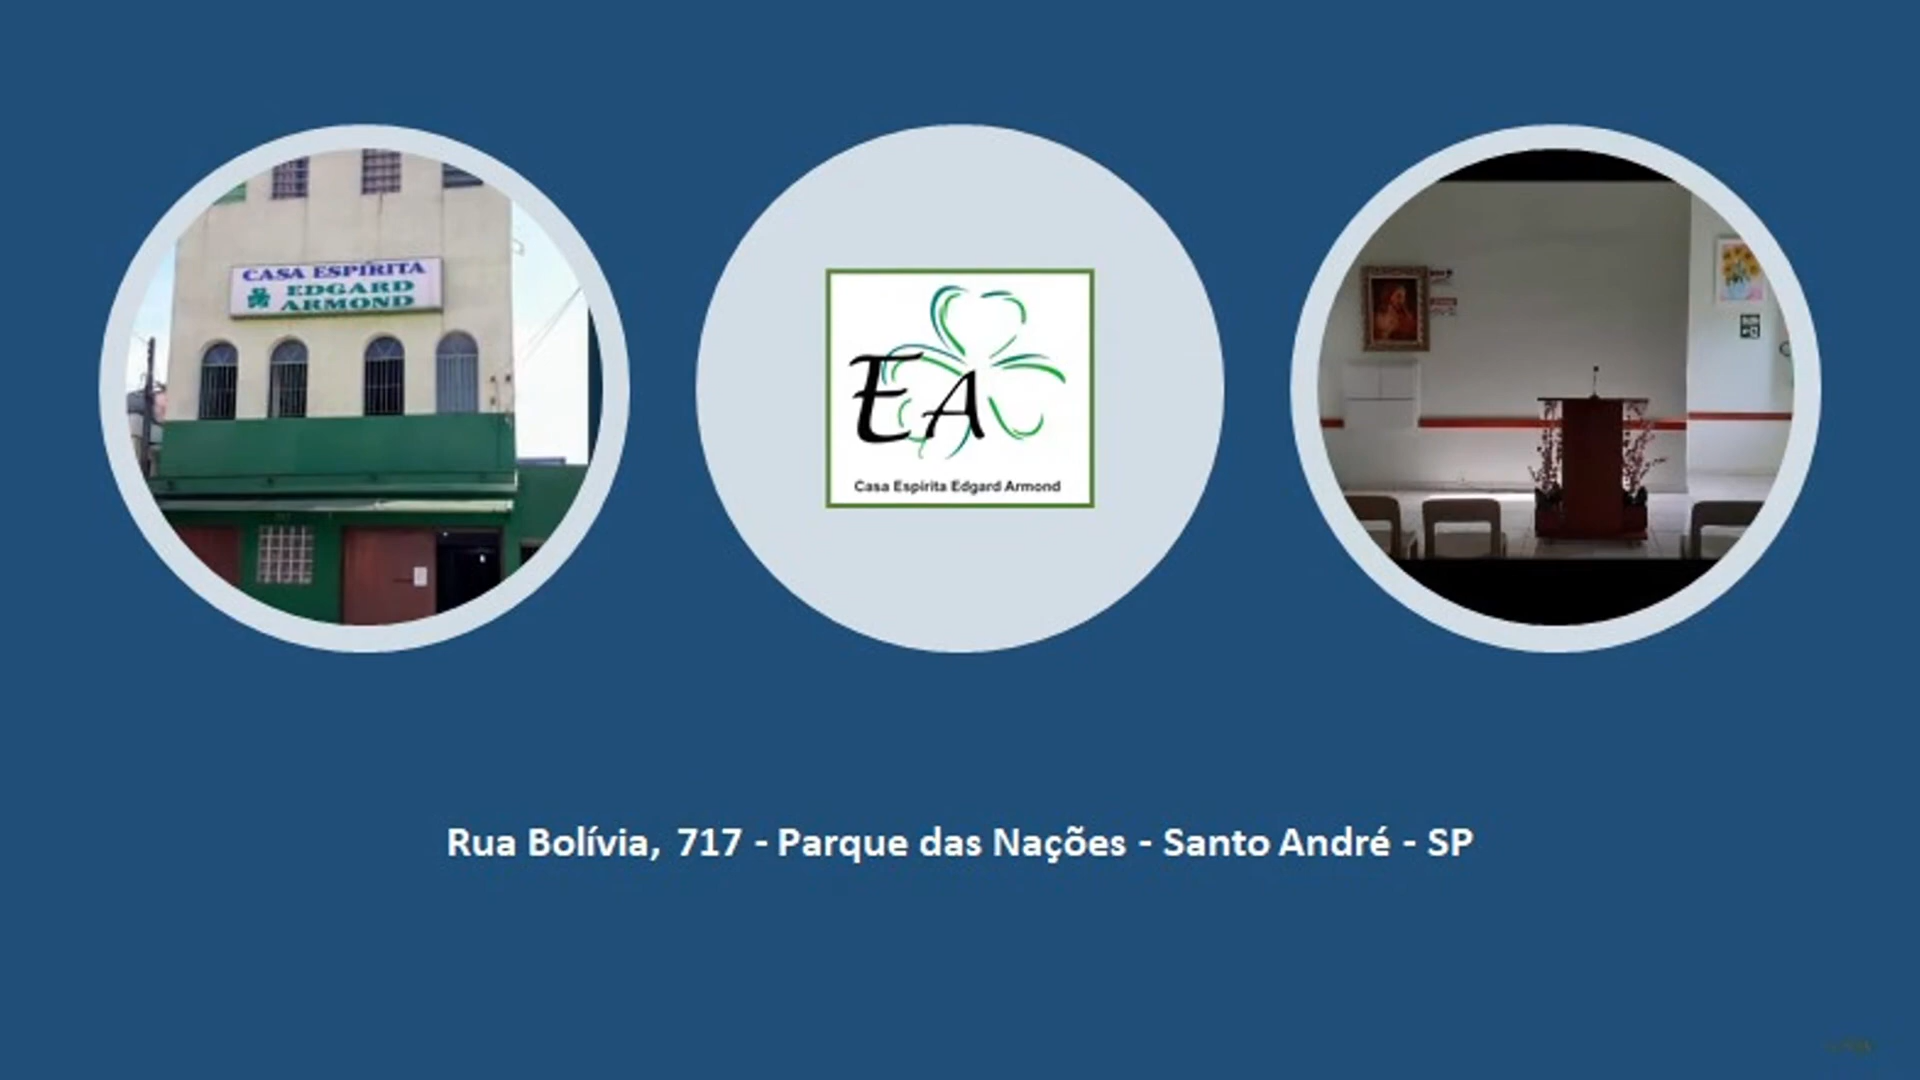 CASA ESPÍRITA
EDGARD
ARMOND
EA
Casa Espírita Edgard Armond
Rua Bolívia, 717 - Parque das Nações - Santo André - SP